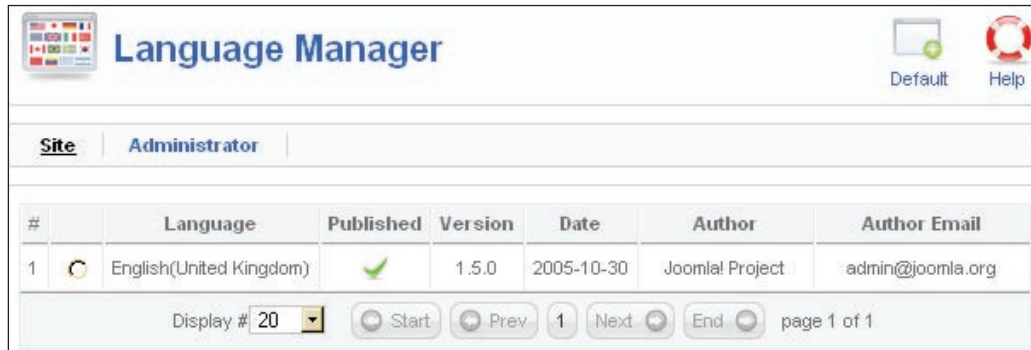 Language Manager
Default
Help
Site
Administrator
# Language Published Version Date Author Author Email
1 English(United Kingdom) 1.5.0 2005-10-30 Joomla! Project admin@joomla.org
Display # 20 Start Prev 1 Next End page 1 of 1